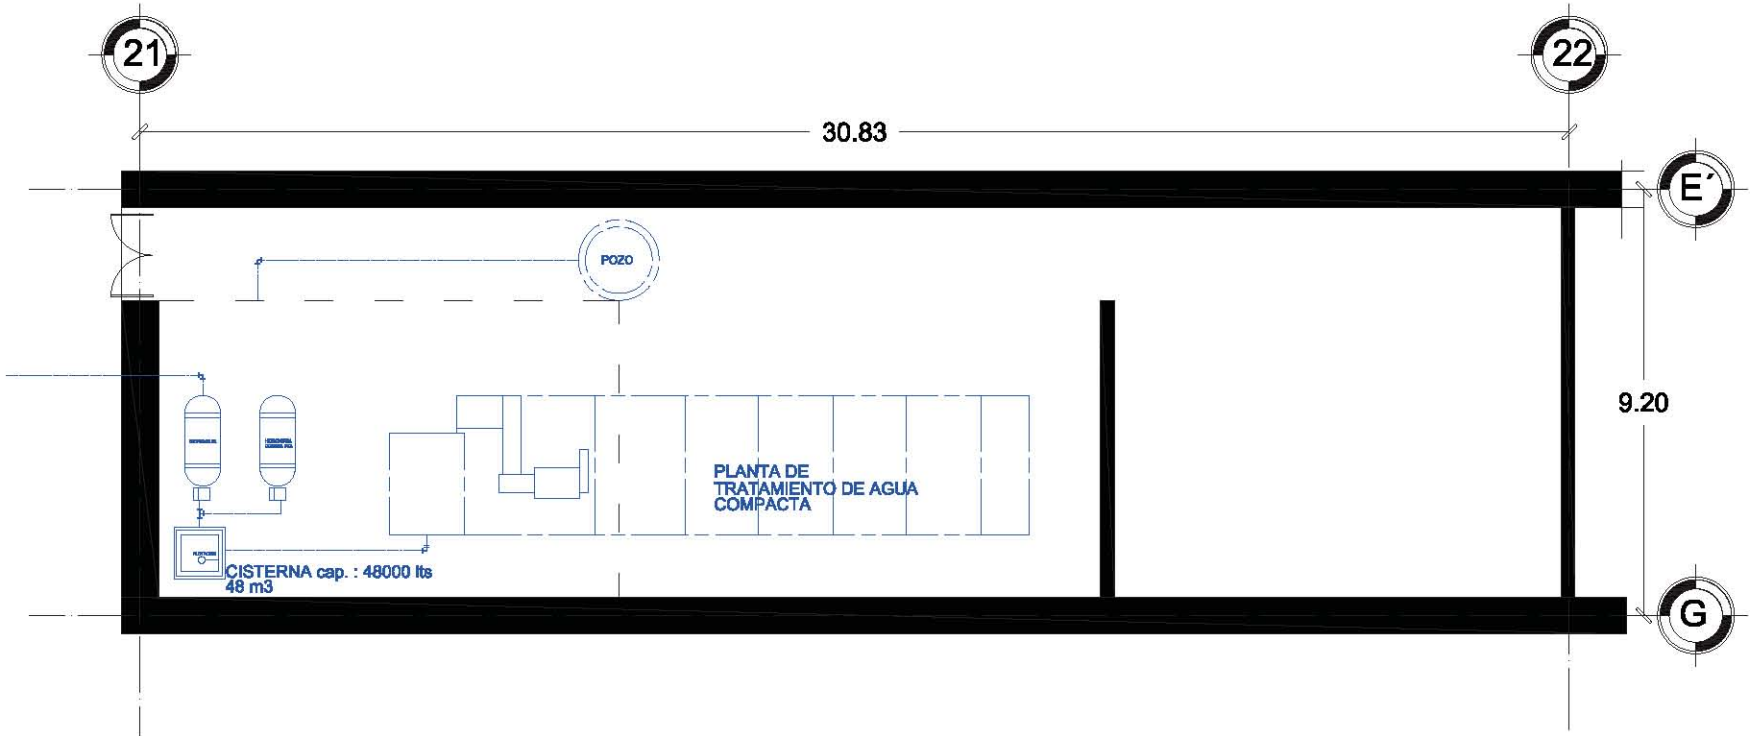 21
22
30.83
E´
POZO
9.20
PLANTA DE
TRATAMIENTO DE AGUA
COMPACTA
CISTERNA cap. : 48000 lts
48 m3
G